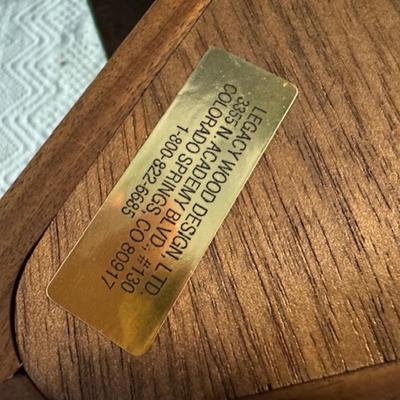 LEGACY WOOD DESIGN, LTD.
3355 N ACADEMY BLVD., #130
COLORADO SPRINGS, CO 80917
1-800-822-6685